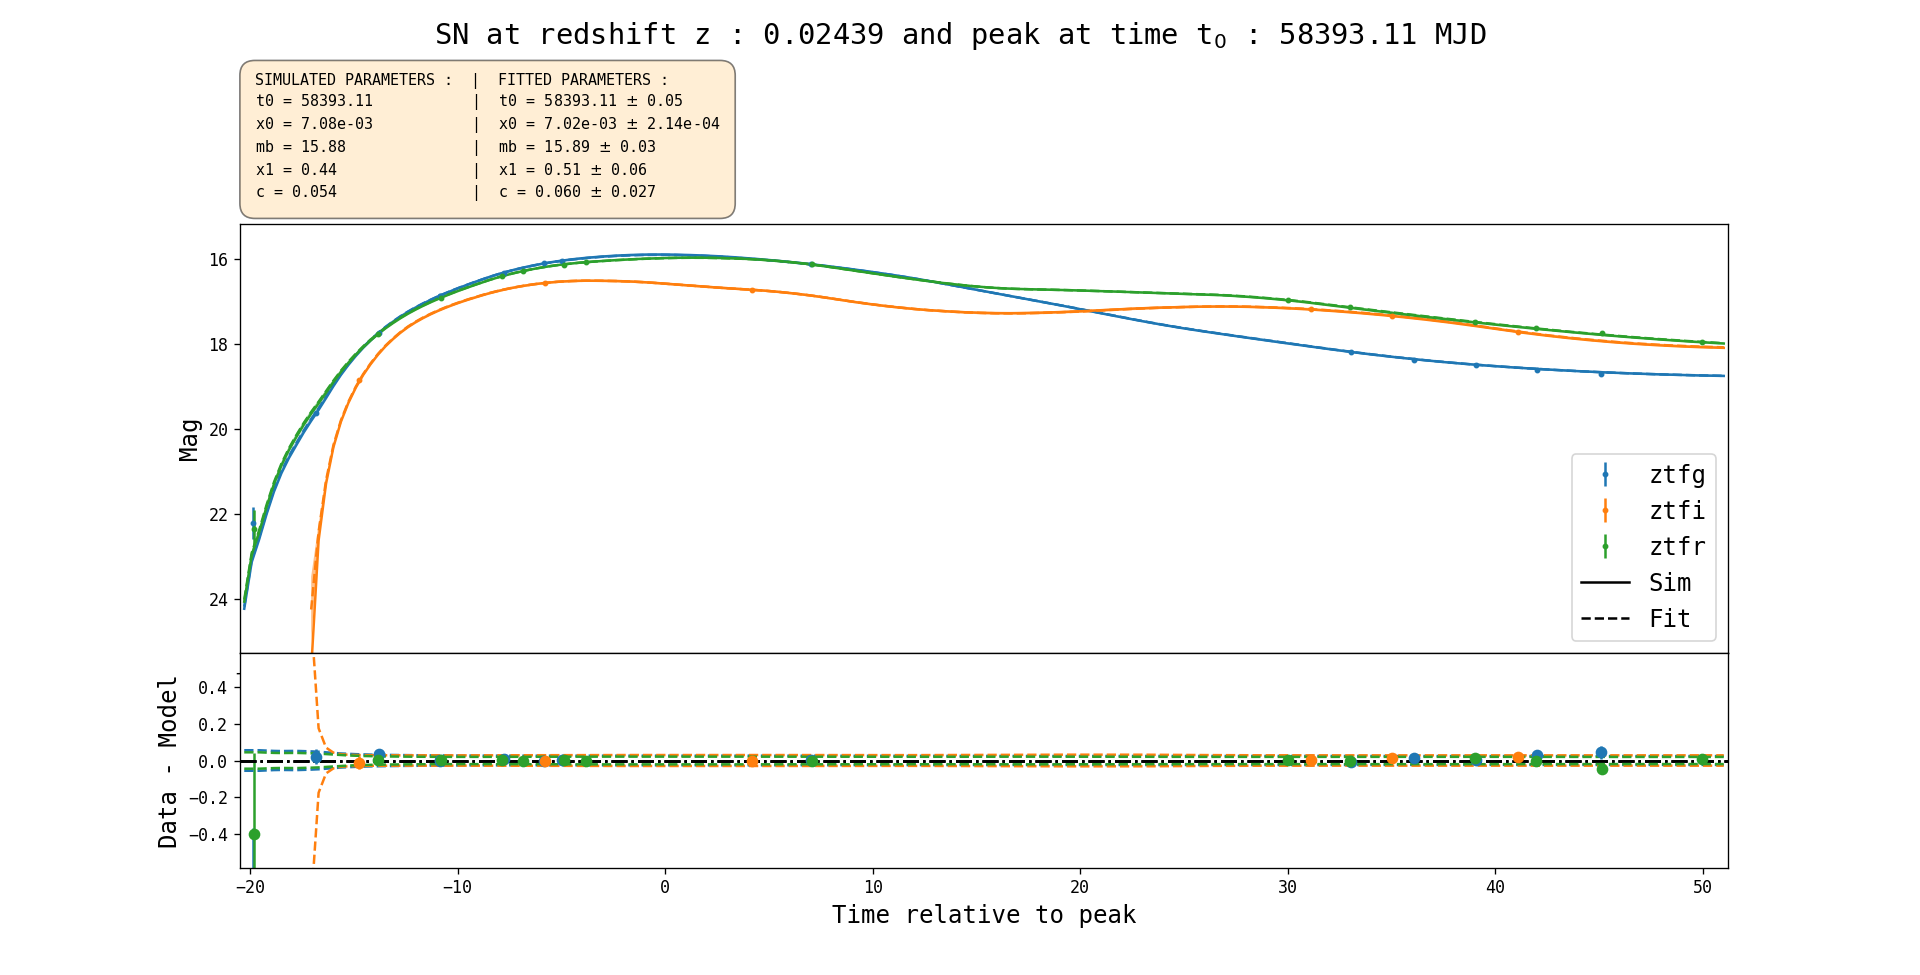 SN at redshift z : 0.02439 and peak at time t₀ : 58393.11 MJD
SIMULATED PARAMETERS : | FITTED PARAMETERS :
t0 = 58393.11 | t0 = 58393.11 ± 0.05
x0 = 7.08e-03 | x0 = 7.02e-03 ± 2.14e-04
mb = 15.88 | mb = 15.89 ± 0.03
x1 = 0.44 | x1 = 0.51 ± 0.06
c = 0.054 | c = 0.060 ± 0.027
Mag
16
18
20
22
24
ztfg
ztfi
ztfr
Sim
Fit
Data - Model
0.4
0.2
0.0
−0.2
−0.4
−20 −10 0 10 20 30 40 50
Time relative to peak